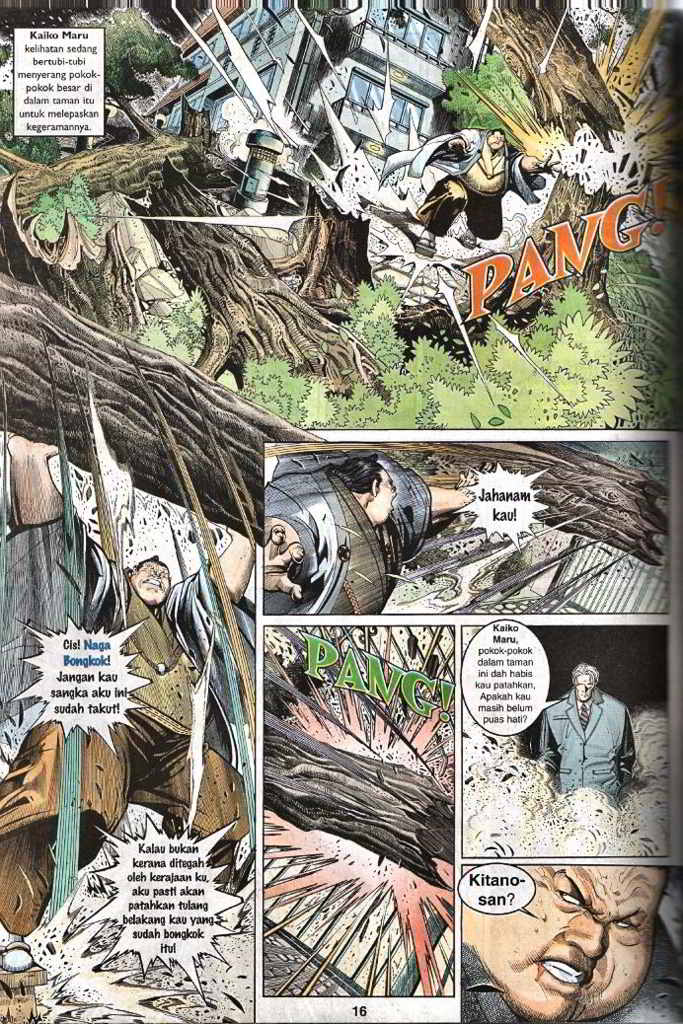 Kaiko Maru
kelihatan sedang
bertubi-tubi
menyerang pokok-
pokok besar di
dalam taman itu
untuk melepaskan
kegeramannya.
PANG!
Cis! Naga
Bongkok!
Jangan kau
sangka aku ini
sudah takut!
Kalau bukan
kerana ditegah
oleh kerajaan ku,
aku pasti akan
patahkan tulang
belakang kau yang
sudah bongkok
itu!
Jahanam
kau!
PANG!
Kaiko
Maru,
pokok-pokok
dalam taman
ini dah habis
kau patahkan,
Apakah kau
masih belum
puas hati?
Kitano-
san?
16